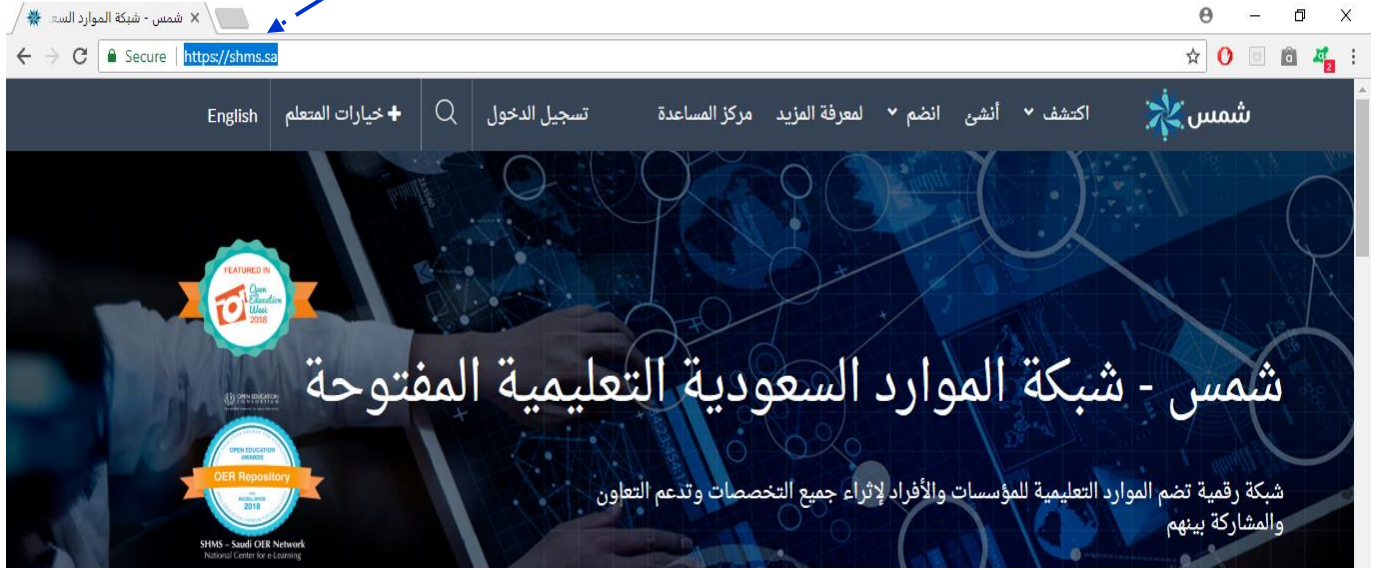 شمس - شبكة الموارد السع
Secure https://shms.sa
شمس
اكتشف
أنشئ
انضم
لمعرفة المزيد
مركز المساعدة
تسجيل الدخول
خيارات المتعلم
English
FEATURED IN
Open
Education
Week
2018
شمس - شبكة الموارد السعودية التعليمية المفتوحة
OPEN EDUCATION
CONSORTIUM
OPEN EDUCATION
AWARDS
OER Repository
FOR
EXCELLENCE
2018
SHMS – Saudi OER Network
National Center for e-Learning
شبكة رقمية تضم الموارد التعليمية للمؤسسات والأفراد لإثراء جميع التخصصات وتدعم التعاون
والمشاركة بينهم
2